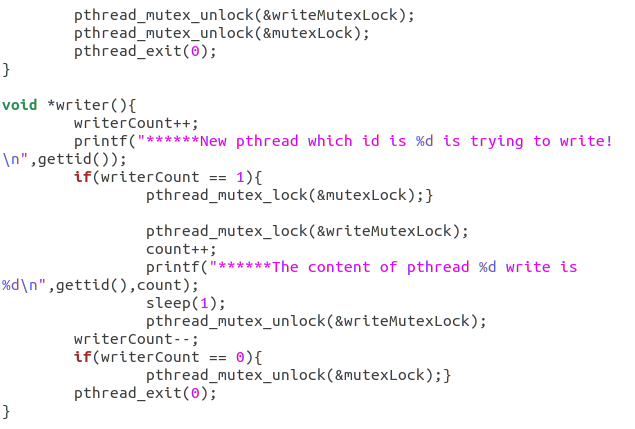 pthread_mutex_unlock(&writeMutexLock);
pthread_mutex_unlock(&mutexLock);
pthread_exit(0);
}
void *writer(){
writerCount++;
printf("******New pthread which id is %d is trying to write!
\n",gettid());
if(writerCount == 1){
pthread_mutex_lock(&mutexLock);}
pthread_mutex_lock(&writeMutexLock);
count++;
printf("******The content of pthread %d write is
%d\n",gettid(),count);
sleep(1);
pthread_mutex_unlock(&writeMutexLock);
writerCount--;
if(writerCount == 0){
pthread_mutex_unlock(&mutexLock);}
pthread_exit(0);
}